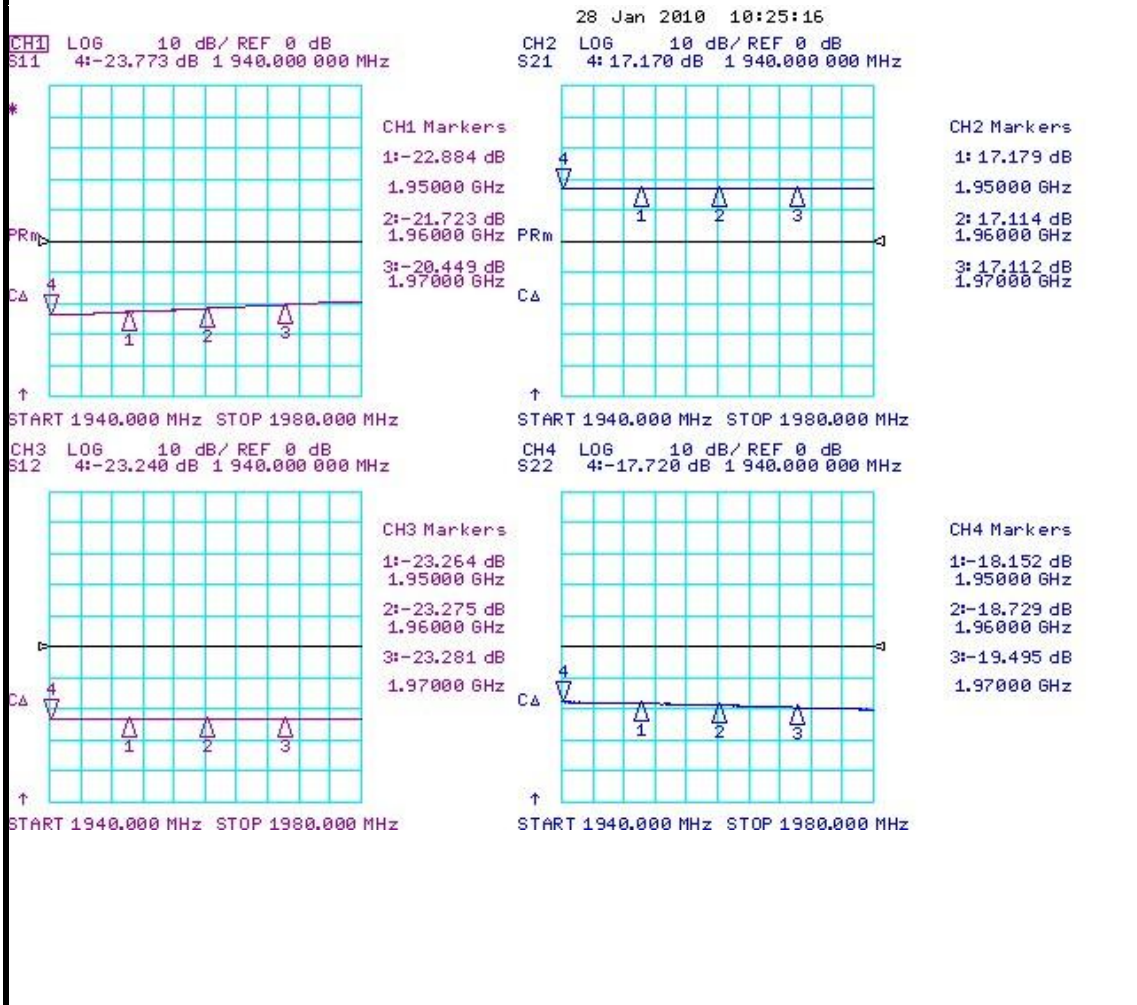 28 Jan 2010 10:25:16
CH1 LOG 10 dB/ REF 0 dB
S11 4:-23.773 dB 1 940.000 000 MHz
*
CH1 Markers
1:-22.884 dB
1.95000 GHz
2:-21.723 dB
1.96000 GHz
3:-20.449 dB
1.97000 GHz
PRm
CΔ
4
1
2
3
↑
START 1940.000 MHz STOP 1980.000 MHz
CH2 LOG 10 dB/ REF 0 dB
S21 4: 17.170 dB 1 940.000 000 MHz
CH2 Markers
1: 17.179 dB
1.95000 GHz
2: 17.114 dB
1.96000 GHz
3: 17.112 dB
1.97000 GHz
4
1
2
3
PRm
CΔ
↑
START 1940.000 MHz STOP 1980.000 MHz
CH3 LOG 10 dB/ REF 0 dB
S12 4:-23.240 dB 1 940.000 000 MHz
CH3 Markers
1:-23.264 dB
1.95000 GHz
2:-23.275 dB
1.96000 GHz
3:-23.281 dB
1.97000 GHz
CΔ
4
1
2
3
↑
START 1940.000 MHz STOP 1980.000 MHz
CH4 LOG 10 dB/ REF 0 dB
S22 4:-17.720 dB 1 940.000 000 MHz
CH4 Markers
1:-18.152 dB
1.95000 GHz
2:-18.729 dB
1.96000 GHz
3:-19.495 dB
1.97000 GHz
CΔ
4
1
2
3
↑
START 1940.000 MHz STOP 1980.000 MHz